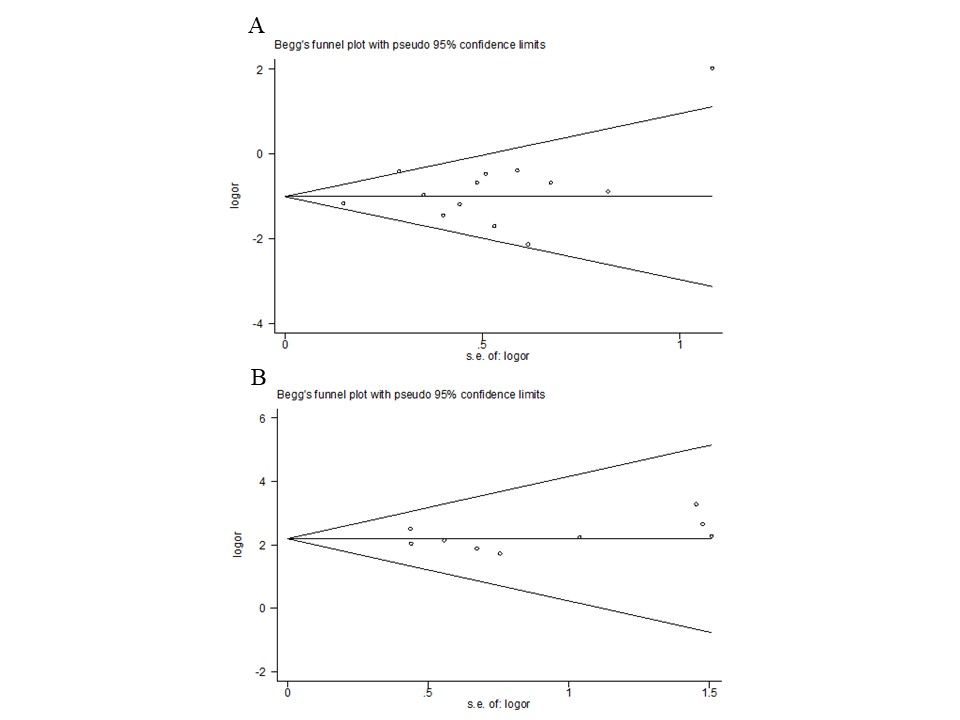 A
Begg's funnel plot with pseudo 95% confidence limits
2
0
-2
-4
logor
0 .5 1
s.e. of: logor
B
Begg's funnel plot with pseudo 95% confidence limits
6
4
2
0
-2
logor
0 .5 1 1.5
s.e. of: logor